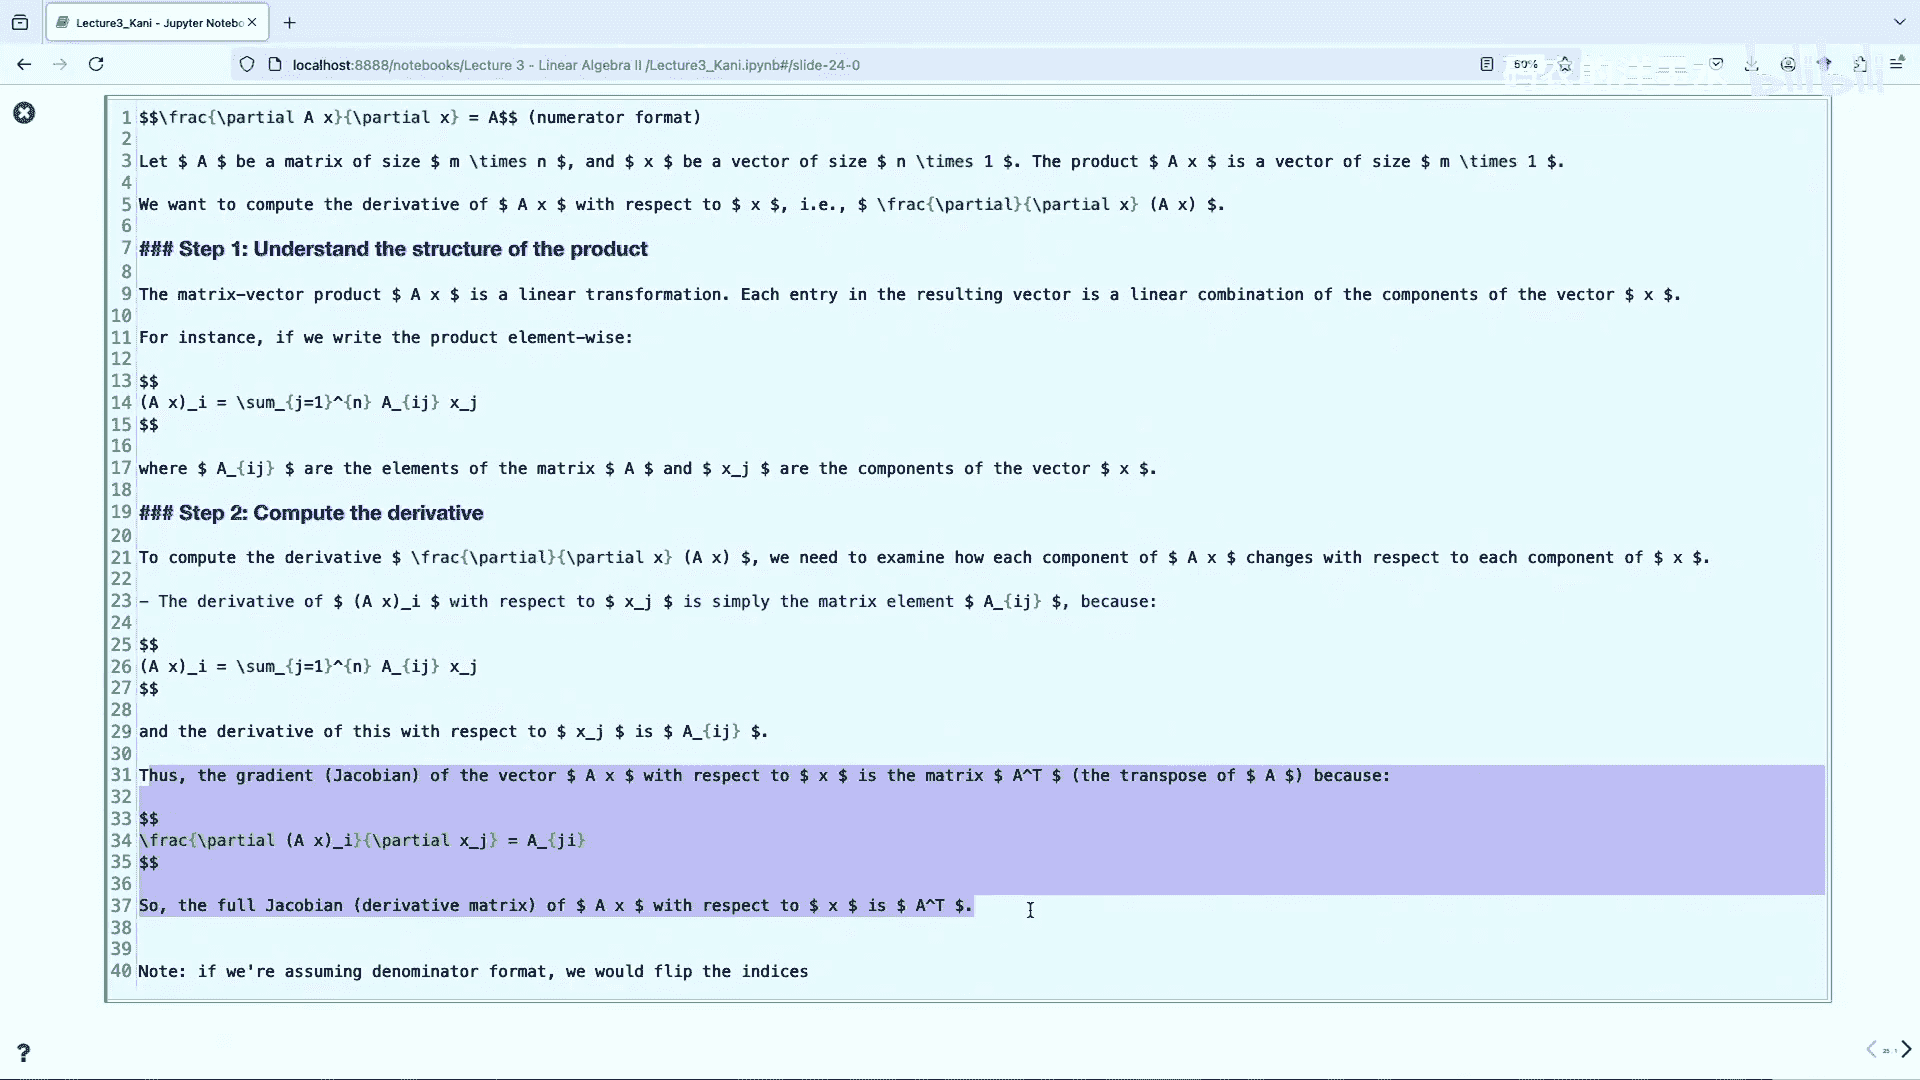 Lecture3_Kani - Jupyter Notebo
localhost:8888/notebooks/Lecture 3 - Linear Algebra II /Lecture3_Kani.ipynb#/slide-24-0
1 $$\frac{\partial A x}{\partial x} = A$$ (numerator format)
2
3 Let $ A $ be a matrix of size $ m \times n $, and $ x $ be a vector of size $ n \times 1 $. The product $ A x $ is a vector of size $ m \times 1 $.
4
5 We want to compute the derivative of $ A x $ with respect to $ x $, i.e., $ \frac{\partial}{\partial x} (A x) $.
6
7 ### Step 1: Understand the structure of the product
8
9 The matrix-vector product $ A x $ is a linear transformation. Each entry in the resulting vector is a linear combination of the components of the vector $ x $.
10
11 For instance, if we write the product element-wise:
12
13 $$
14 (A x)_i = \sum_{j=1}^{n} A_{ij} x_j
15 $$
16
17 where $ A_{ij} $ are the elements of the matrix $ A $ and $ x_j $ are the components of the vector $ x $.
18
19 ### Step 2: Compute the derivative
20
21 To compute the derivative $ \frac{\partial}{\partial x} (A x) $, we need to examine how each component of $ A x $ changes with respect to each component of $ x $.
22
23 - The derivative of $ (A x)_i $ with respect to $ x_j $ is simply the matrix element $ A_{ij} $, because:
24
25 $$
26 (A x)_i = \sum_{j=1}^{n} A_{ij} x_j
27 $$
28
29 and the derivative of this with respect to $ x_j $ is $ A_{ij} $.
30
31 Thus, the gradient (Jacobian) of the vector $ A x $ with respect to $ x $ is the matrix $ A^T $ (the transpose of $ A $) because:
32
33 $$
34 \frac{\partial (A x)_i}{\partial x_j} = A_{ji}
35 $$
36
37 So, the full Jacobian (derivative matrix) of $ A x $ with respect to $ x $ is $ A^T $.
38
39
40 Note: if we're assuming denominator format, we would flip the indices
?